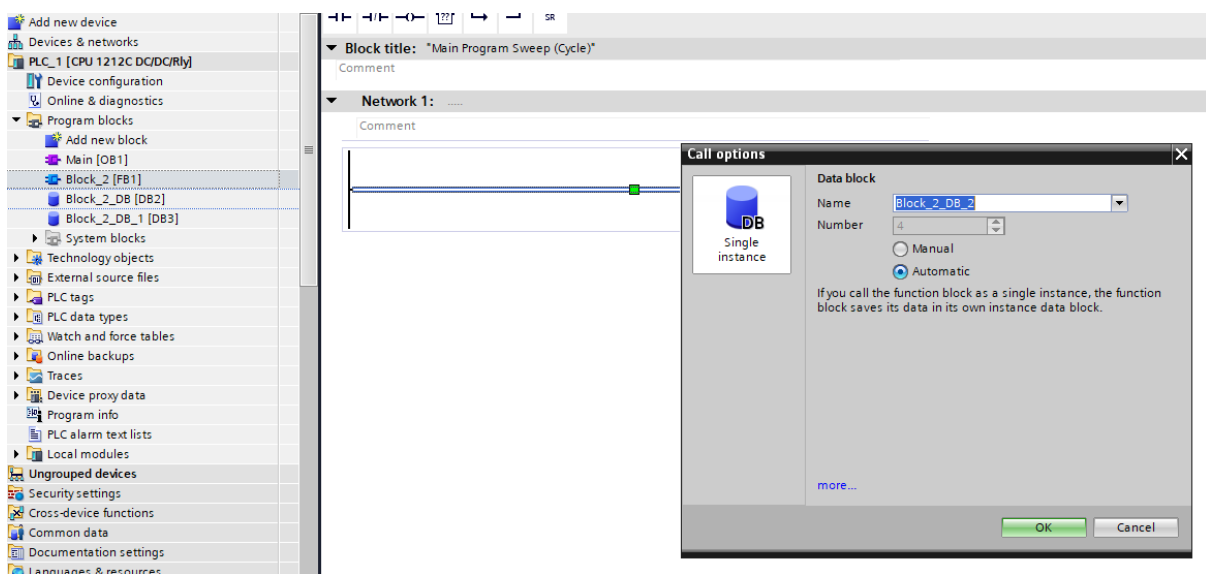 Add new device
Devices & networks
PLC_1 [CPU 1212C DC/DC/Rly]
Device configuration
Online & diagnostics
Program blocks
Add new block
Main [OB1]
Block_2 [FB1]
Block_2_DB [DB2]
Block_2_DB_1 [DB3]
System blocks
Technology objects
External source files
PLC tags
PLC data types
Watch and force tables
Online backups
Traces
Device proxy data
Program info
PLC alarm text lists
Local modules
Ungrouped devices
Security settings
Cross-device functions
Common data
Documentation settings
Languages & resources
??
SR
Block title: "Main Program Sweep (Cycle)"
Comment
Network 1: .....
Comment
Call options
DB
Single
instance
Data block
Name Block_2_DB_2
Number 4
Manual
Automatic
If you call the function block as a single instance, the function
block saves its data in its own instance data block.
more...
OK Cancel